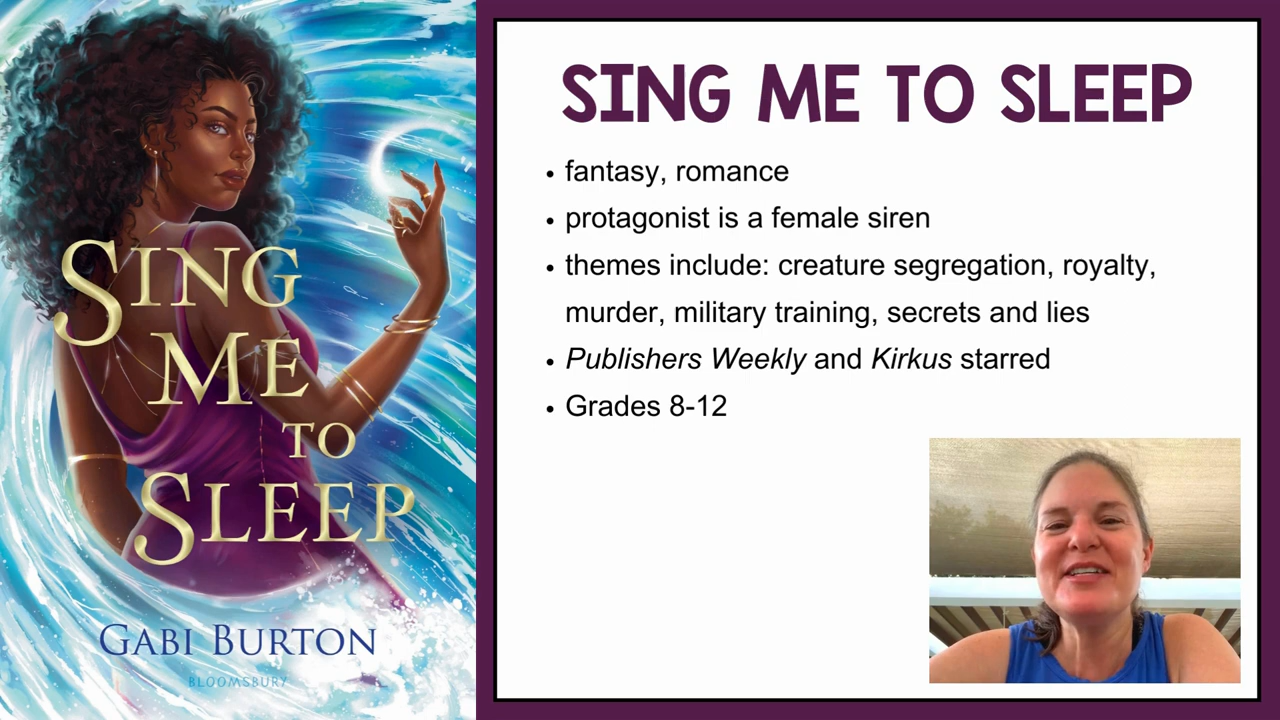 SING
ME
TO
SLEEP
GABI BURTON
BLOOMSBURY
SING ME TO SLEEP
• fantasy, romance
• protagonist is a female siren
• themes include: creature segregation, royalty,
murder, military training, secrets and lies
• Publishers Weekly and Kirkus starred
• Grades 8-12